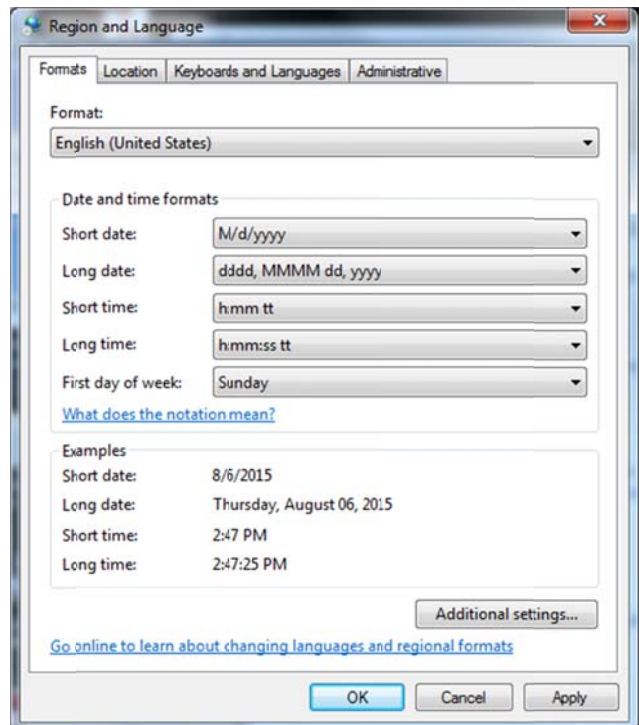 Region and Language
Formats Location Keyboards and Languages Administrative
Format:
English (United States)
Date and time formats
Short date: M/d/yyyy
Long date: dddd, MMMM dd, yyyy
Short time: h:mm tt
Long time: h:mm:ss tt
First day of week: Sunday
What does the notation mean?
Examples
Short date: 8/6/2015
Long date: Thursday, August 06, 2015
Short time: 2:47 PM
Long time: 2:47:25 PM
Additional settings...
Go online to learn about changing languages and regional formats
OK Cancel Apply